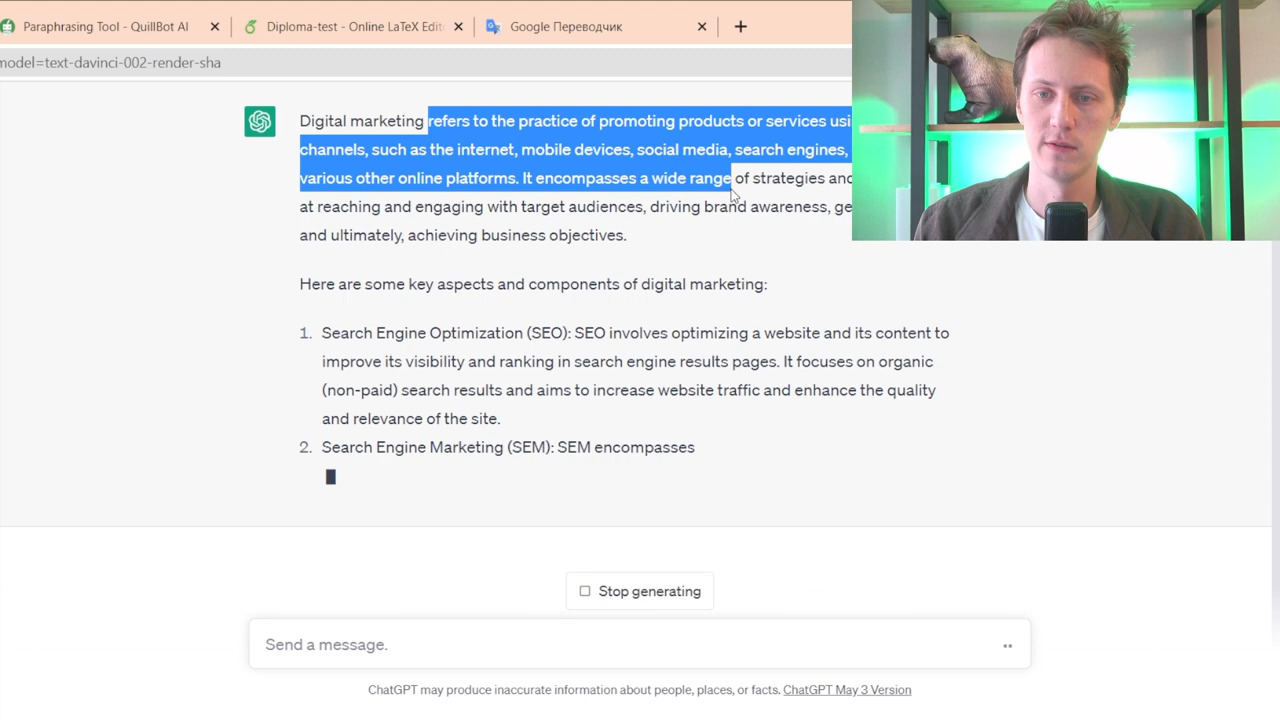 Paraphrasing Tool - QuillBot AI
Diploma-test - Online LaTeX Edit
Google Переводчик
model=text-davinci-002-render-sha
Digital marketing refers to the practice of promoting products or services usi
channels, such as the internet, mobile devices, social media, search engines,
various other online platforms. It encompasses a wide range of strategies and
at reaching and engaging with target audiences, driving brand awareness, ge
and ultimately, achieving business objectives.
Here are some key aspects and components of digital marketing:
1. Search Engine Optimization (SEO): SEO involves optimizing a website and its content to
improve its visibility and ranking in search engine results pages. It focuses on organic
(non-paid) search results and aims to increase website traffic and enhance the quality
and relevance of the site.
2. Search Engine Marketing (SEM): SEM encompasses
Stop generating
Send a message.
ChatGPT may produce inaccurate information about people, places, or facts. ChatGPT May 3 Version